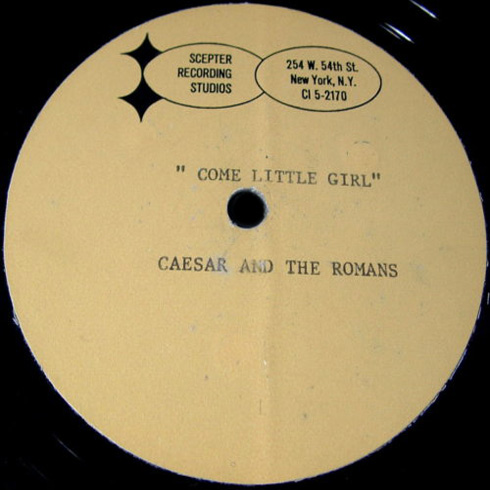 SCEPTER
RECORDING
STUDIOS
254 W. 54th St.
New York, N.Y.
CI 5-2170
" COME LITTLE GIRL"
CAESAR AND THE ROMANS